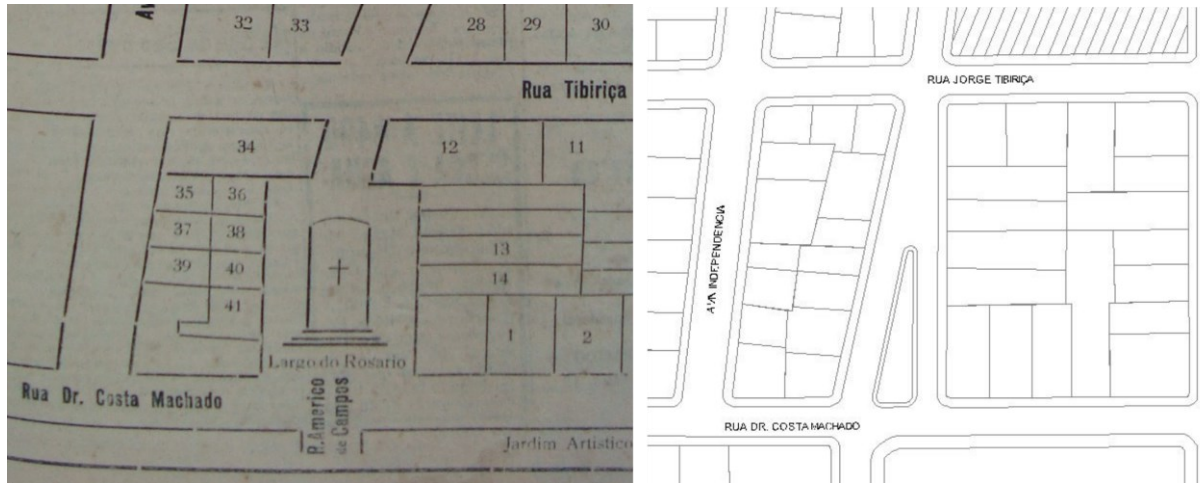 Av
32 33 28 29 30
Rua Tibiriça
34 12 11
35 36
37 38
13
39 40
14
41
1 2
Largo do Rosario
Rua Dr. Costa Machado
R. Americo
de Campos
Jardim Artistico
RUA JORGE TIBIRIÇA
AVN INDEPENDENCIA
RUA DR. COSTA MACHADO